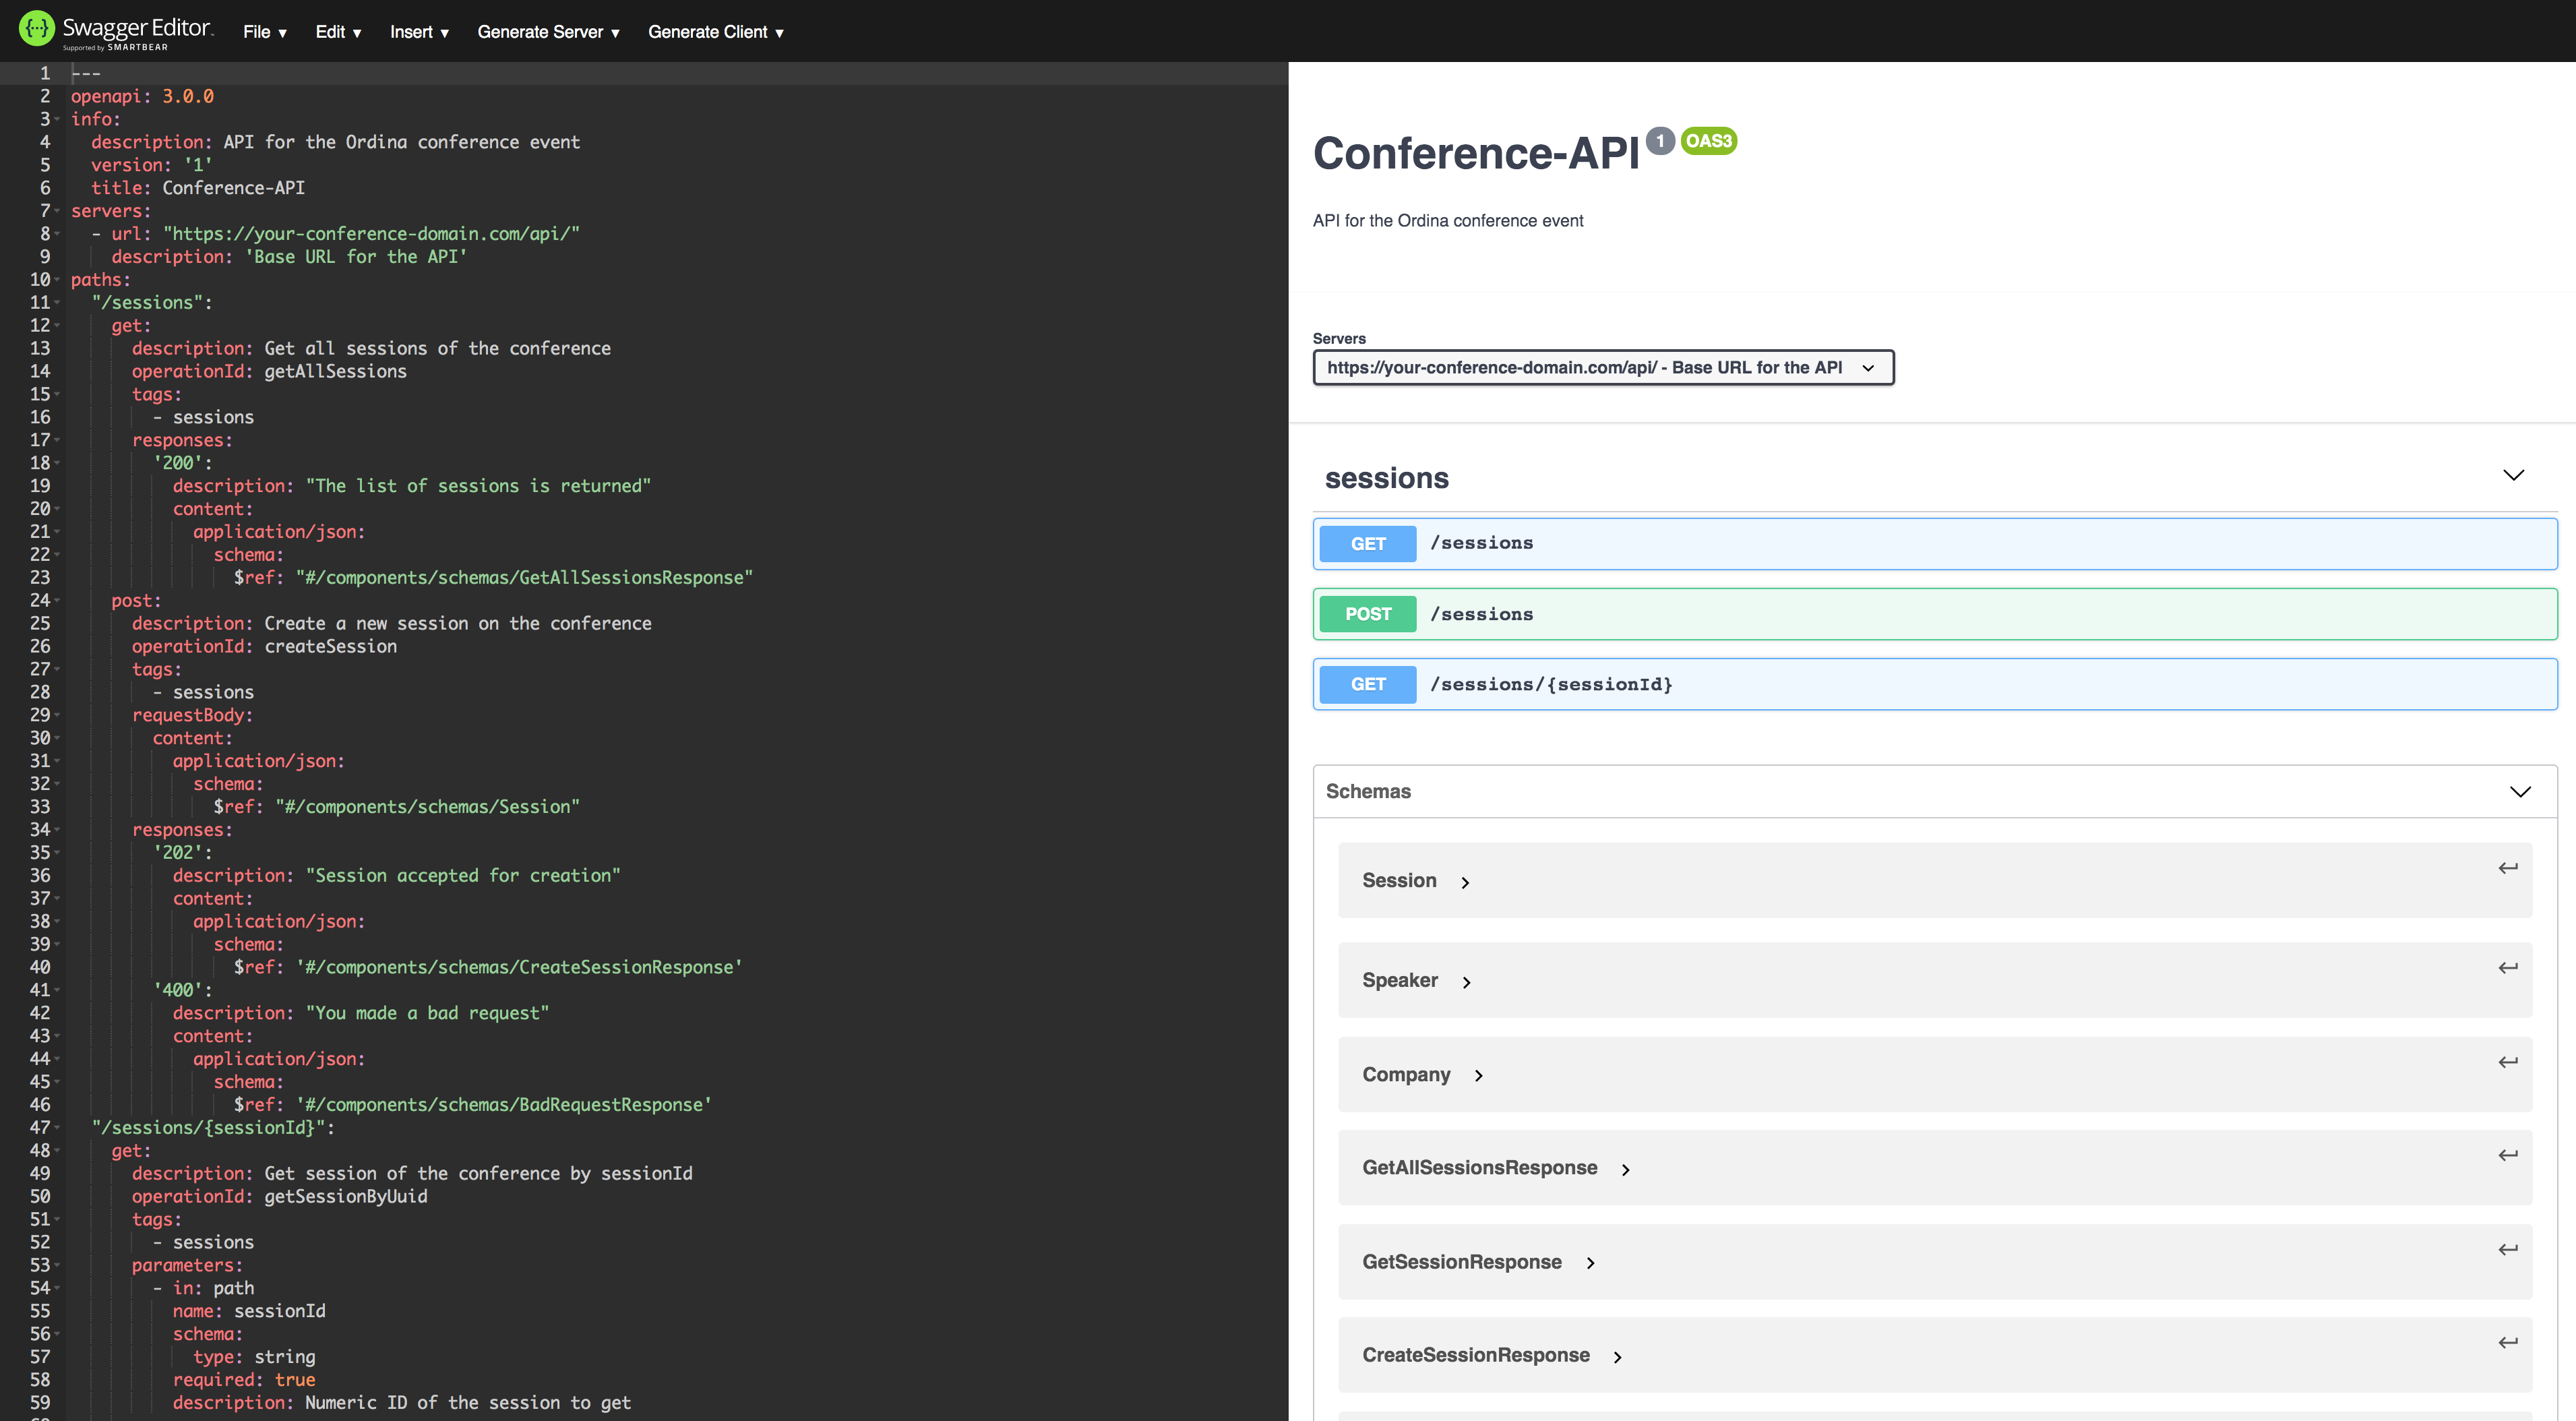 Swagger Editor
Supported by SMARTBEAR
File ▾ Edit ▾ Insert ▾ Generate Server ▾ Generate Client ▾
1 ---
2 openapi: 3.0.0
3 info:
4 description: API for the Ordina conference event
5 version: '1'
6 title: Conference-API
7 servers:
8 - url: "https://your-conference-domain.com/api/"
9 description: 'Base URL for the API'
10 paths:
11 "/sessions":
12 get:
13 description: Get all sessions of the conference
14 operationId: getAllSessions
15 tags:
16 - sessions
17 responses:
18 '200':
19 description: "The list of sessions is returned"
20 content:
21 application/json:
22 schema:
23 $ref: "#/components/schemas/GetAllSessionsResponse"
24 post:
25 description: Create a new session on the conference
26 operationId: createSession
27 tags:
28 - sessions
29 requestBody:
30 content:
31 application/json:
32 schema:
33 $ref: "#/components/schemas/Session"
34 responses:
35 '202':
36 description: "Session accepted for creation"
37 content:
38 application/json:
39 schema:
40 $ref: '#/components/schemas/CreateSessionResponse'
41 '400':
42 description: "You made a bad request"
43 content:
44 application/json:
45 schema:
46 $ref: '#/components/schemas/BadRequestResponse'
47 "/sessions/{sessionId}":
48 get:
49 description: Get session of the conference by sessionId
50 operationId: getSessionByUuid
51 tags:
52 - sessions
53 parameters:
54 - in: path
55 name: sessionId
56 schema:
57 type: string
58 required: true
59 description: Numeric ID of the session to get
Conference-API 1 OAS3
API for the Ordina conference event
Servers
https://your-conference-domain.com/api/ - Base URL for the API
sessions
GET /sessions
POST /sessions
GET /sessions/{sessionId}
Schemas
Session
Speaker
Company
GetAllSessionsResponse
GetSessionResponse
CreateSessionResponse